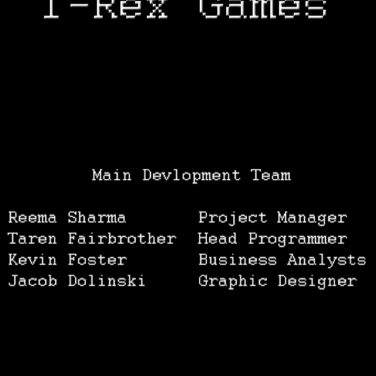 T-Rex Games
Main Devlopment Team
Reema Sharma Project Manager
Taren Fairbrother Head Programmer
Kevin Foster Business Analysts
Jacob Dolinski Graphic Designer